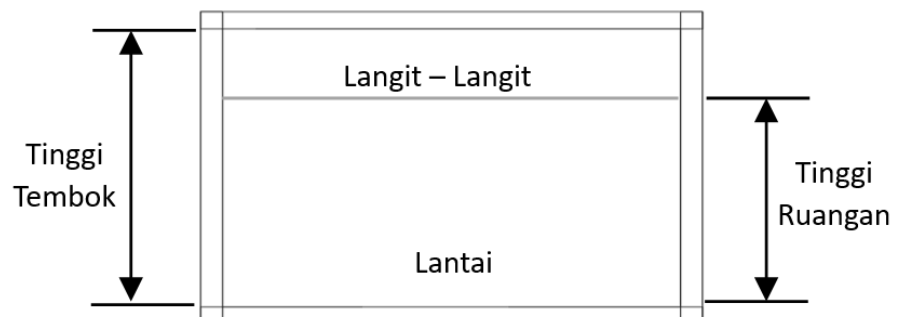 Langit – Langit
Tinggi
Tembok
Tinggi
Ruangan
Lantai